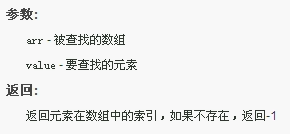 参数:
arr - 被查找的数组
value - 要查找的元素
返回:
返回元素在数组中的索引，如果不存在，返回-1